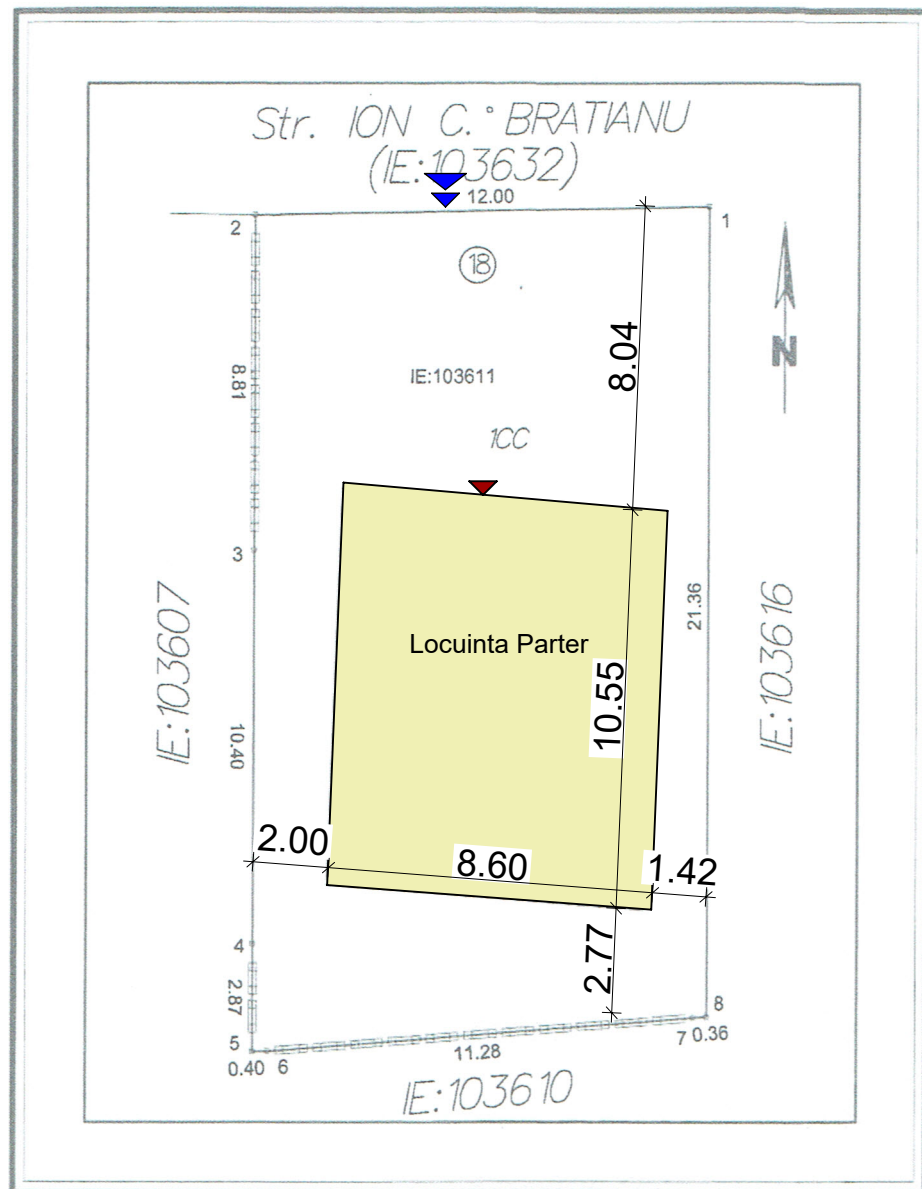 Str. ION C. BRATIANU
(IE:103632)
12.00
2
1
18
8.04
N
8.81
IE:103611
1CC
3
21.36
IE:103607
IE:103616
Locuinta Parter
10.55
10.40
2.00
8.60
1.42
4
2.77
2.87
8
5
7 0.36
11.28
0.40 6
IE:103610